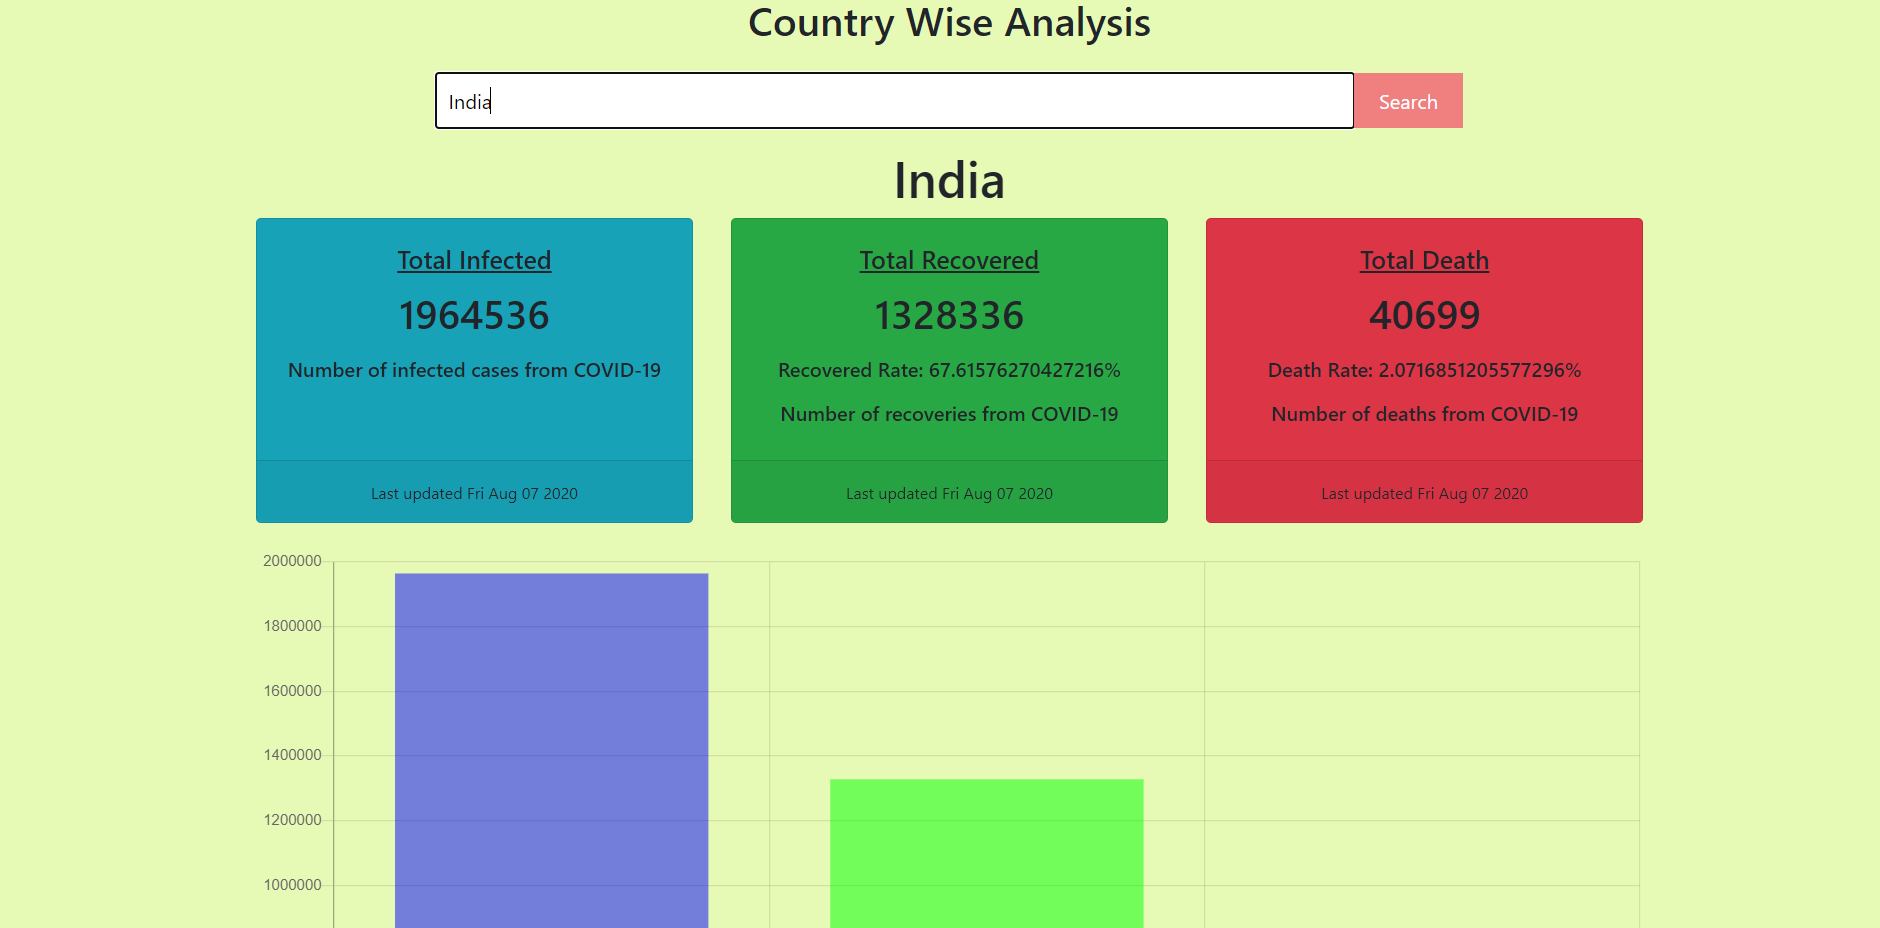 Country Wise Analysis
India
Search
India
Total Infected
1964536
Number of infected cases from COVID-19
Last updated Fri Aug 07 2020
Total Recovered
1328336
Recovered Rate: 67.61576270427216%
Number of recoveries from COVID-19
Last updated Fri Aug 07 2020
Total Death
40699
Death Rate: 2.0716851205577296%
Number of deaths from COVID-19
Last updated Fri Aug 07 2020
2000000
1800000
1600000
1400000
1200000
1000000